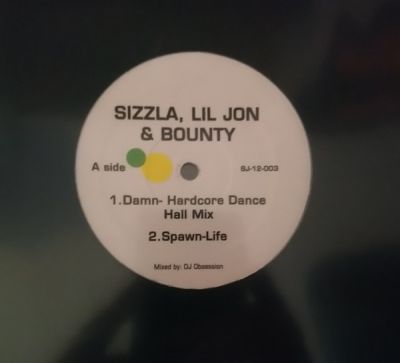 SIZZLA, LIL JON
& BOUNTY
A side
SJ-12-003
1.Damn- Hardcore Dance
Hall Mix
2.Spawn-Life
Mixed by: DJ Obsession